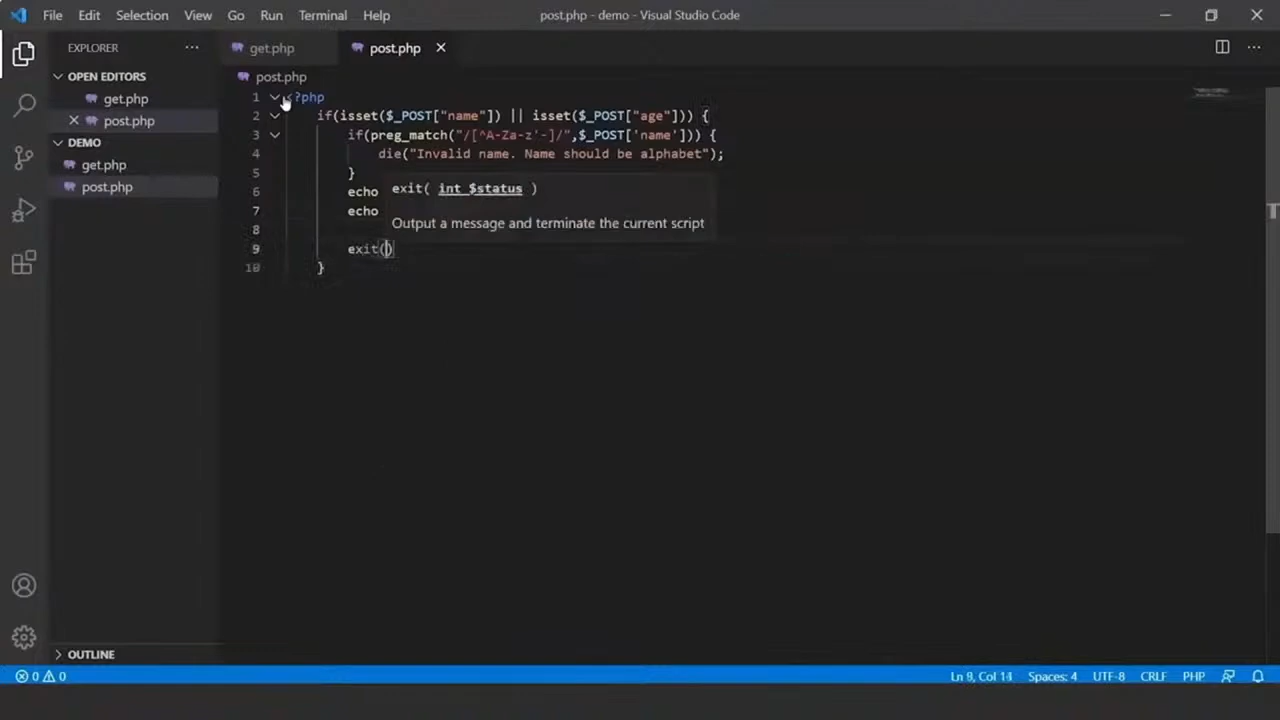 File Edit Selection View Go Run Terminal Help
post.php - demo - Visual Studio Code
EXPLORER
OPEN EDITORS
get.php
post.php
DEMO
get.php
post.php
OUTLINE
get.php
post.php
post.php
1 <?php
2 if(isset($_POST["name"]) || isset($_POST["age"])) {
3 if(preg_match("/[^A-Za-z'-]/",$_POST['name'])) {
4 die("Invalid name. Name should be alphabet");
5 }
6 echo
7 echo
8
9 exit()
10 }
exit( int $status )
Output a message and terminate the current script
0 0
Ln 9, Col 14 Spaces: 4 UTF-8 CRLF PHP